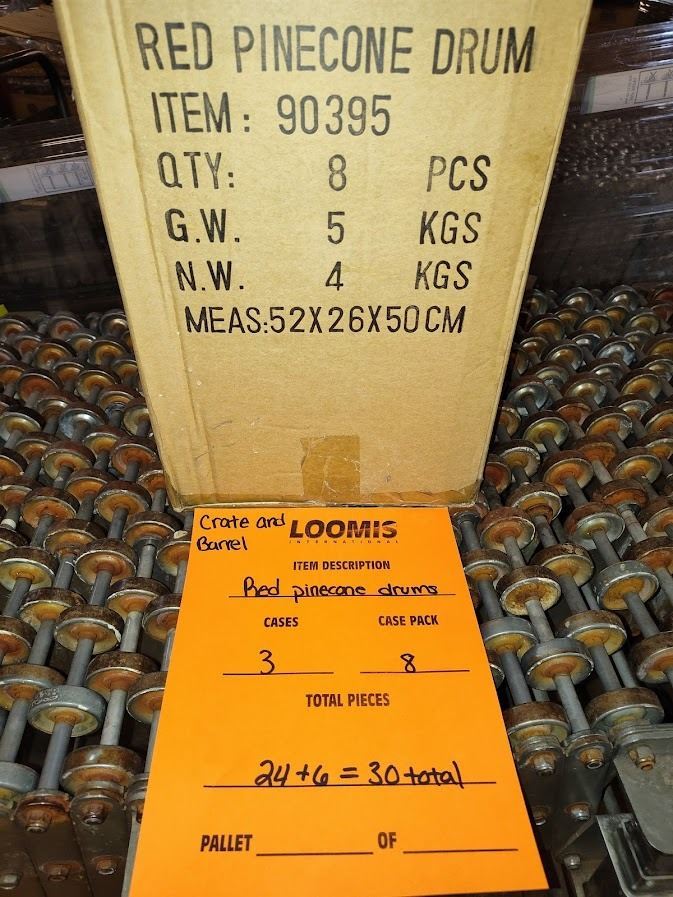 RED PINECONE DRUM
ITEM: 90395
QTY: 8 PCS
G.W. 5 KGS
N.W. 4 KGS
MEAS:52X26X50CM
Crate and
Barrel
LOOMIS
INTERNATIONAL
ITEM DESCRIPTION
Red pinecone drums
CASES CASE PACK
3 8
TOTAL PIECES
24+6=30 total
PALLET OF